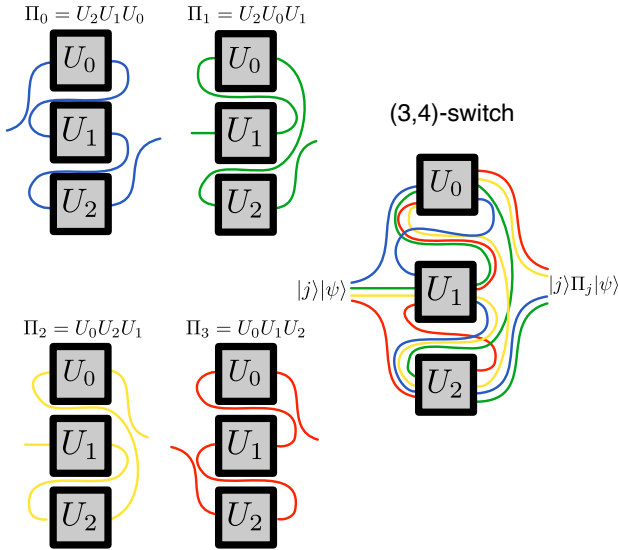 Π₀ = U₂U₁U₀
U₀
U₁
U₂
Π₁ = U₂U₀U₁
U₀
U₁
U₂
Π₂ = U₀U₂U₁
U₀
U₁
U₂
Π₃ = U₀U₁U₂
U₀
U₁
U₂
(3,4)-switch
U₀
|j⟩|ψ⟩
U₁
|j⟩Πⱼ|ψ⟩
U₂